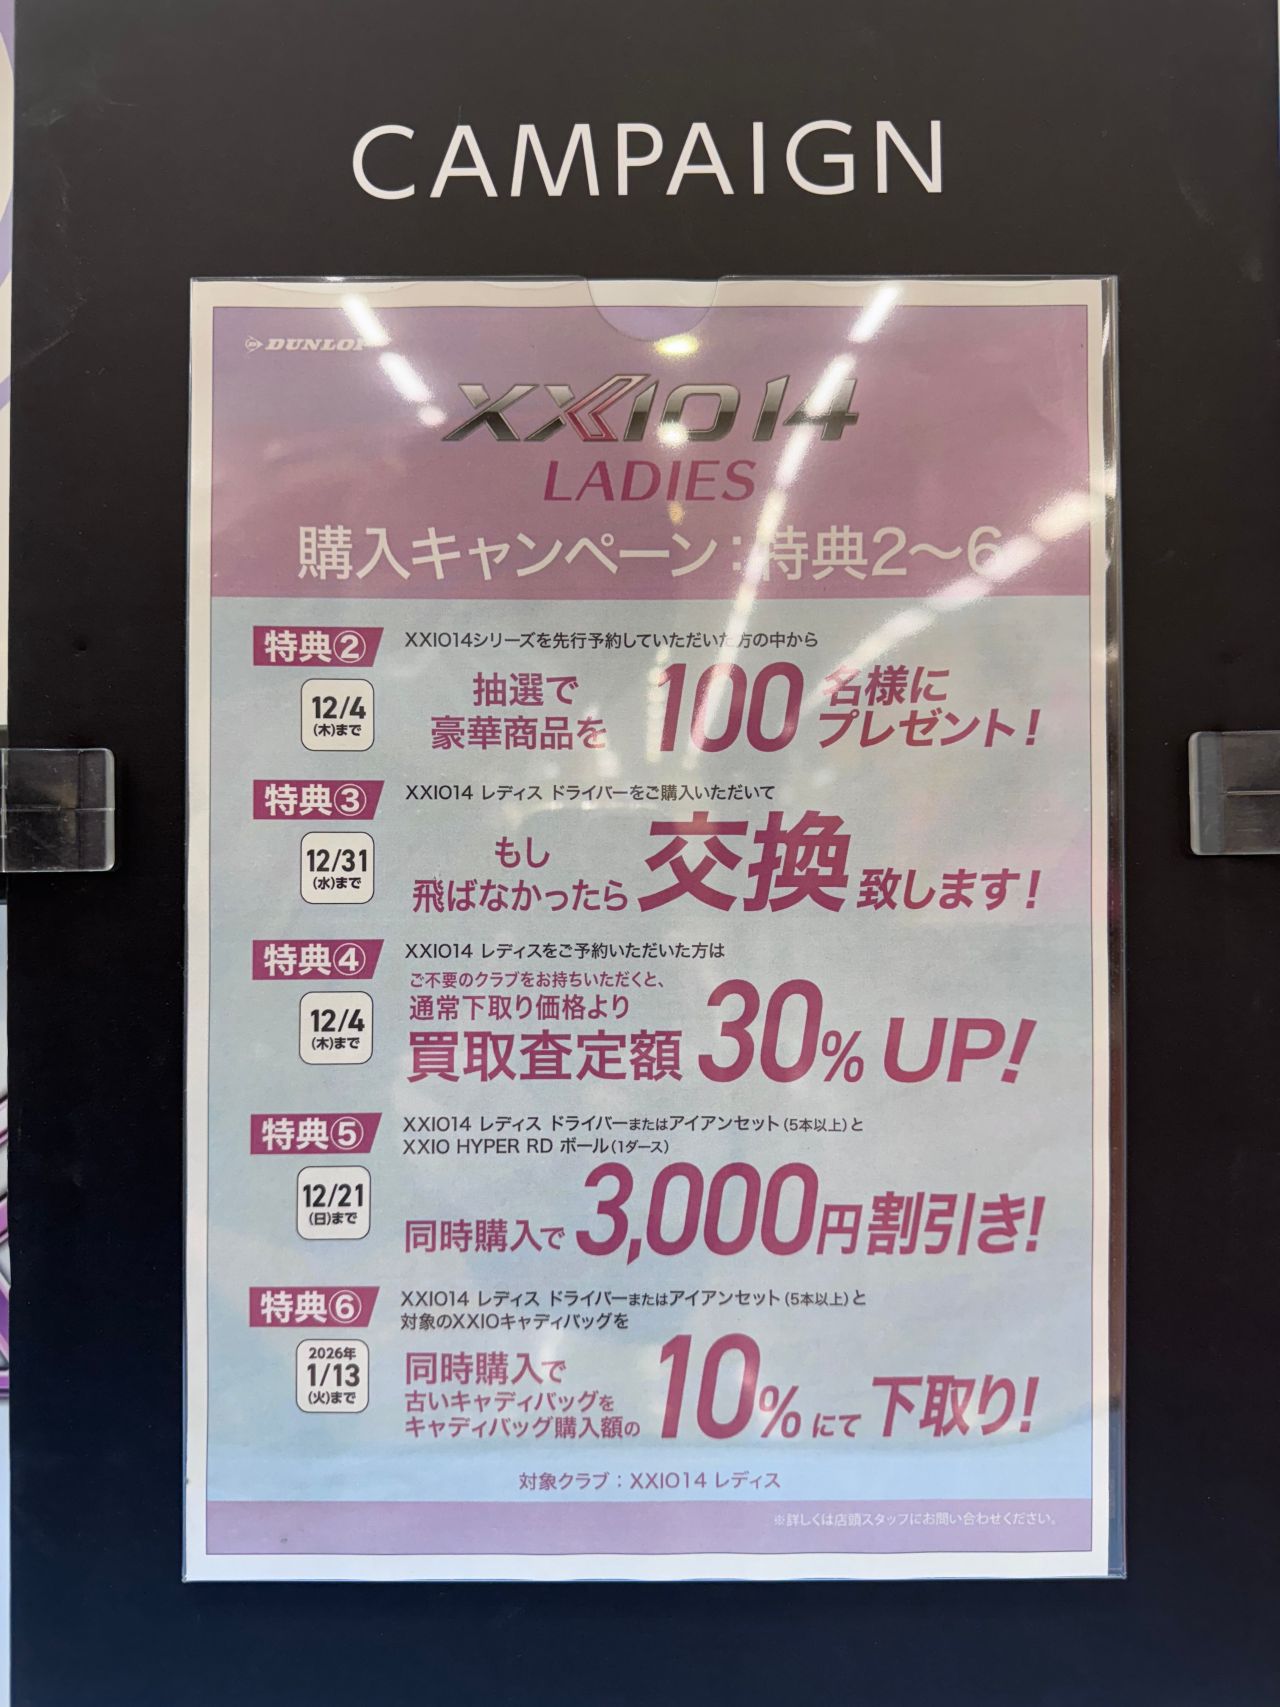 CAMPAIGN
DUNLOP
XXIO 14
LADIES
購入キャンペーン：特典2〜6
特典②
12/4
(木)まで
XXIO14シリーズを先行予約していただいた方の中から
抽選で
豪華商品を
100名様に
プレゼント！
特典③
12/31
(水)まで
XXIO14 レディス ドライバーをご購入いただいて
もし
飛ばなかったら
交換致します！
特典④
12/4
(木)まで
XXIO14 レディスをご予約いただいた方は
ご不要のクラブをお持ちいただくと、
通常下取り価格より
買取査定額 30% UP!
特典⑤
12/21
(日)まで
XXIO14 レディス ドライバーまたはアイアンセット（5本以上）と
XXIO HYPER RD ボール（1ダース）
同時購入で 3,000円割引き！
特典⑥
2026年
1/13
(火)まで
XXIO14 レディス ドライバーまたはアイアンセット（5本以上）と
対象のXXIOキャディバッグを
同時購入で
古いキャディバッグを
キャディバッグ購入額の
10%にて 下取り！
対象クラブ：XXIO14 レディス
※詳しくは店頭スタッフにお問い合わせください。